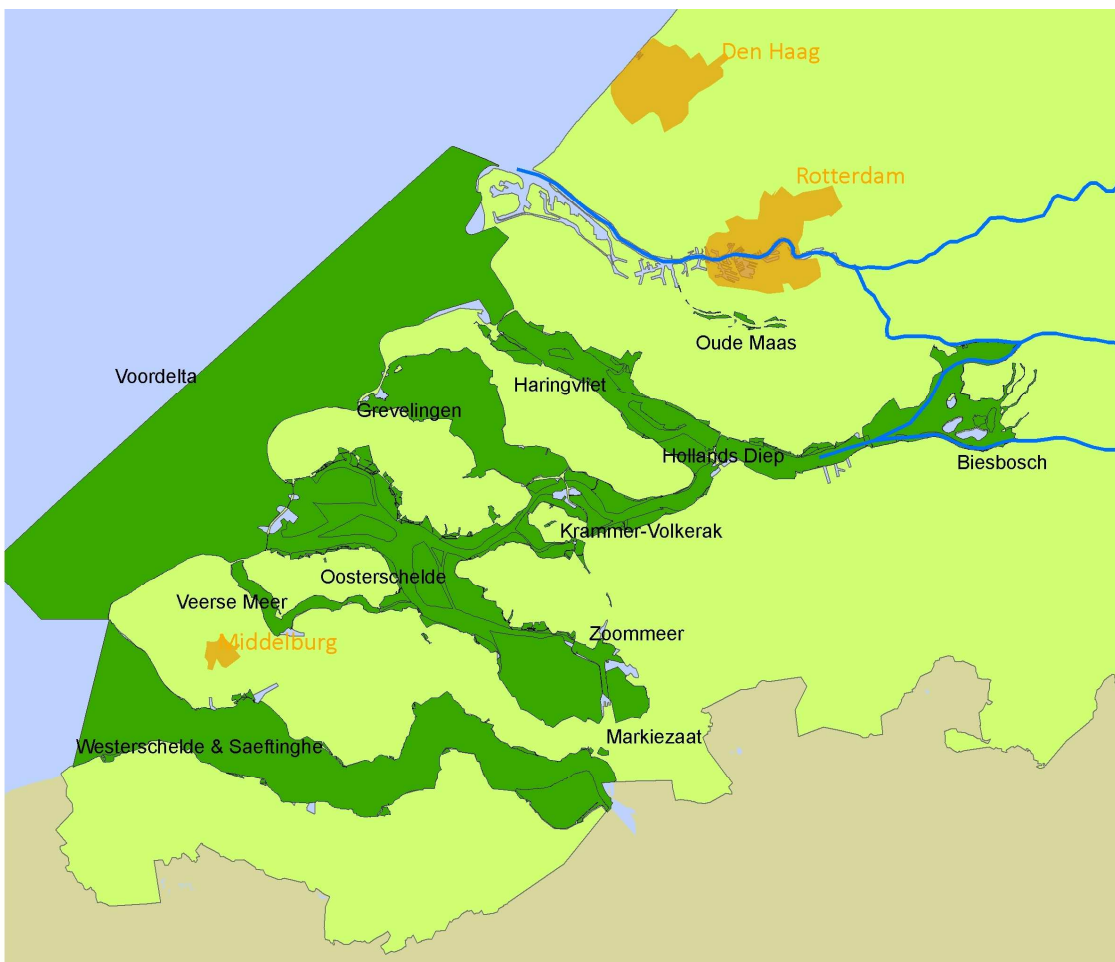 Den Haag
Rotterdam
Oude Maas
Voordelta
Haringvliet
Grevelingen
Hollands Diep
Biesbosch
Krammer-Volkerak
Oosterschelde
Veerse Meer
Zoommeer
Middelburg
Markiezaat
Westerschelde & Saeftinghe